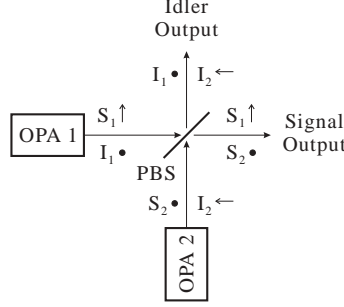 Idler
Output
I₁ • I₂ ←
S₁ ↑ S₁ ↑
OPA 1
Signal
Output
I₁ • S₂ •
PBS
S₂ • I₂ ←
OPA 2